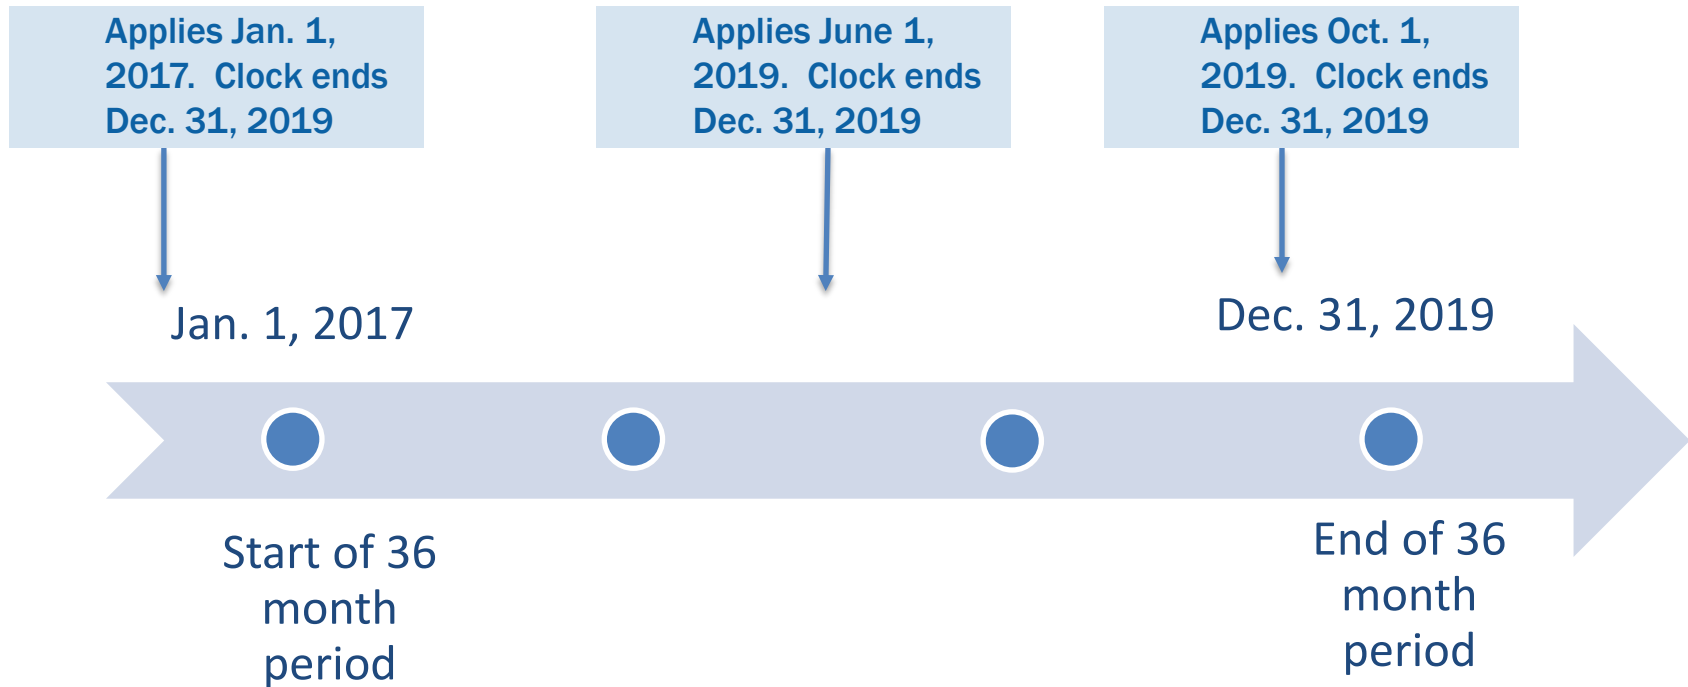 Applies Jan. 1,
2017.  Clock ends
Dec. 31, 2019
Applies June 1,
2019.  Clock ends
Dec. 31, 2019
Applies Oct. 1,
2019.  Clock ends
Dec. 31, 2019
Jan. 1, 2017
Dec. 31, 2019
Start of 36
month
period
End of 36
month
period